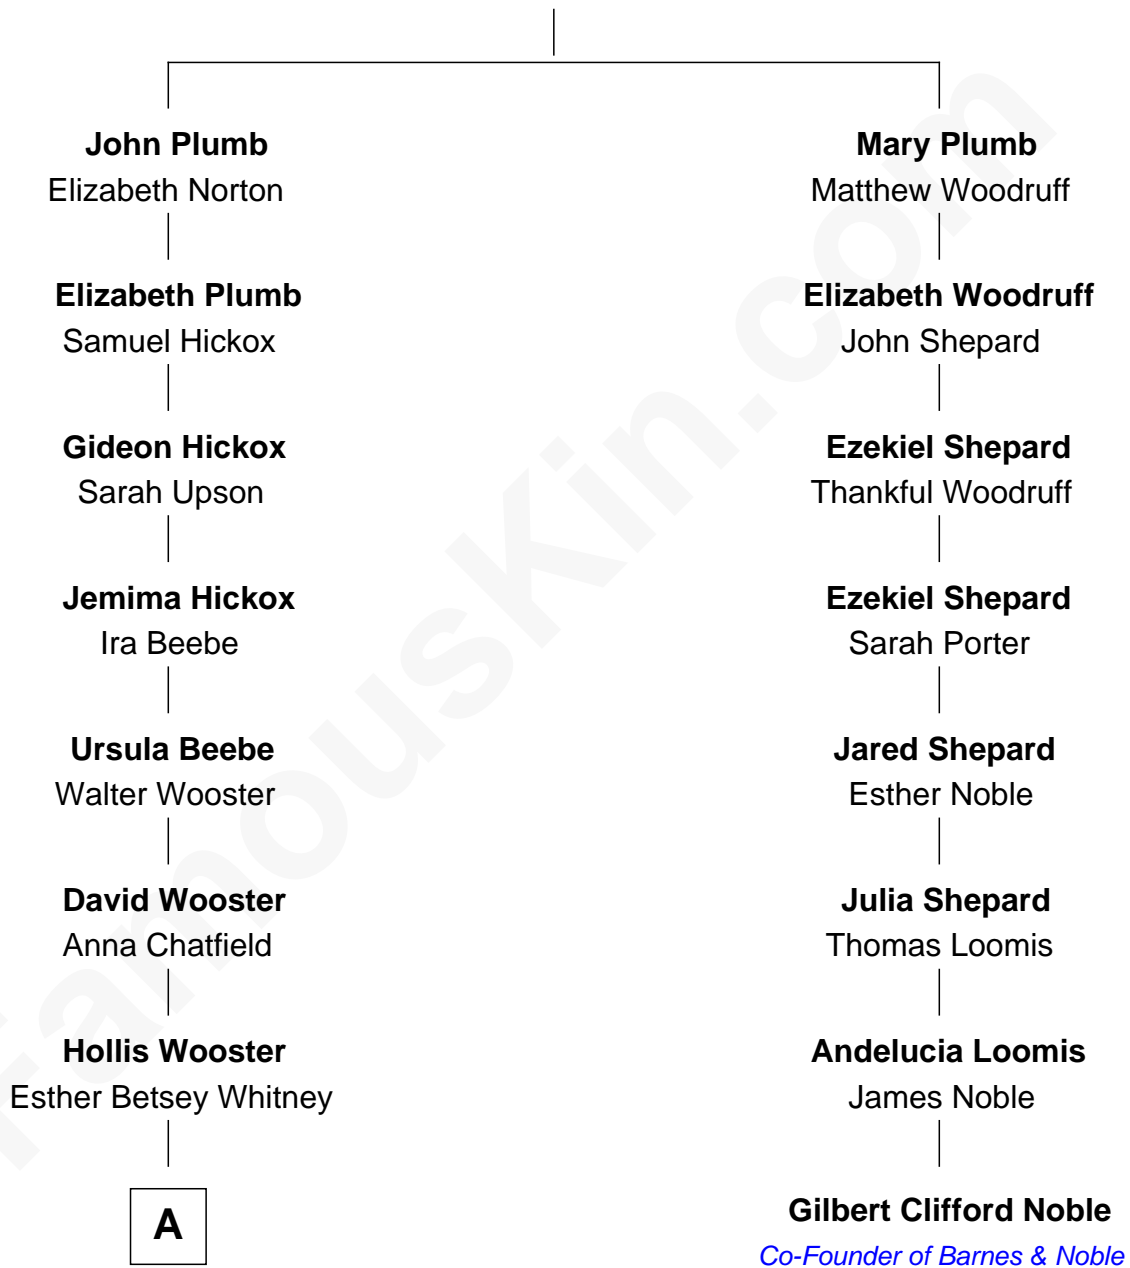 John Plumb
Elizabeth Norton
Elizabeth Plumb
Samuel Hickox
Gideon Hickox
Sarah Upson
Jemima Hickox
Ira Beebe
Ursula Beebe
Walter Wooster
David Wooster
Anna Chatfield
Hollis Wooster
Esther Betsey Whitney
A
Mary Plumb
Matthew Woodruff
Elizabeth Woodruff
John Shepard
Ezekiel Shepard
Thankful Woodruff
Ezekiel Shepard
Sarah Porter
Jared Shepard
Esther Noble
Julia Shepard
Thomas Loomis
Andelucia Loomis
James Noble
Gilbert Clifford Noble
Co-Founder of Barnes & Noble
FamousKin.com